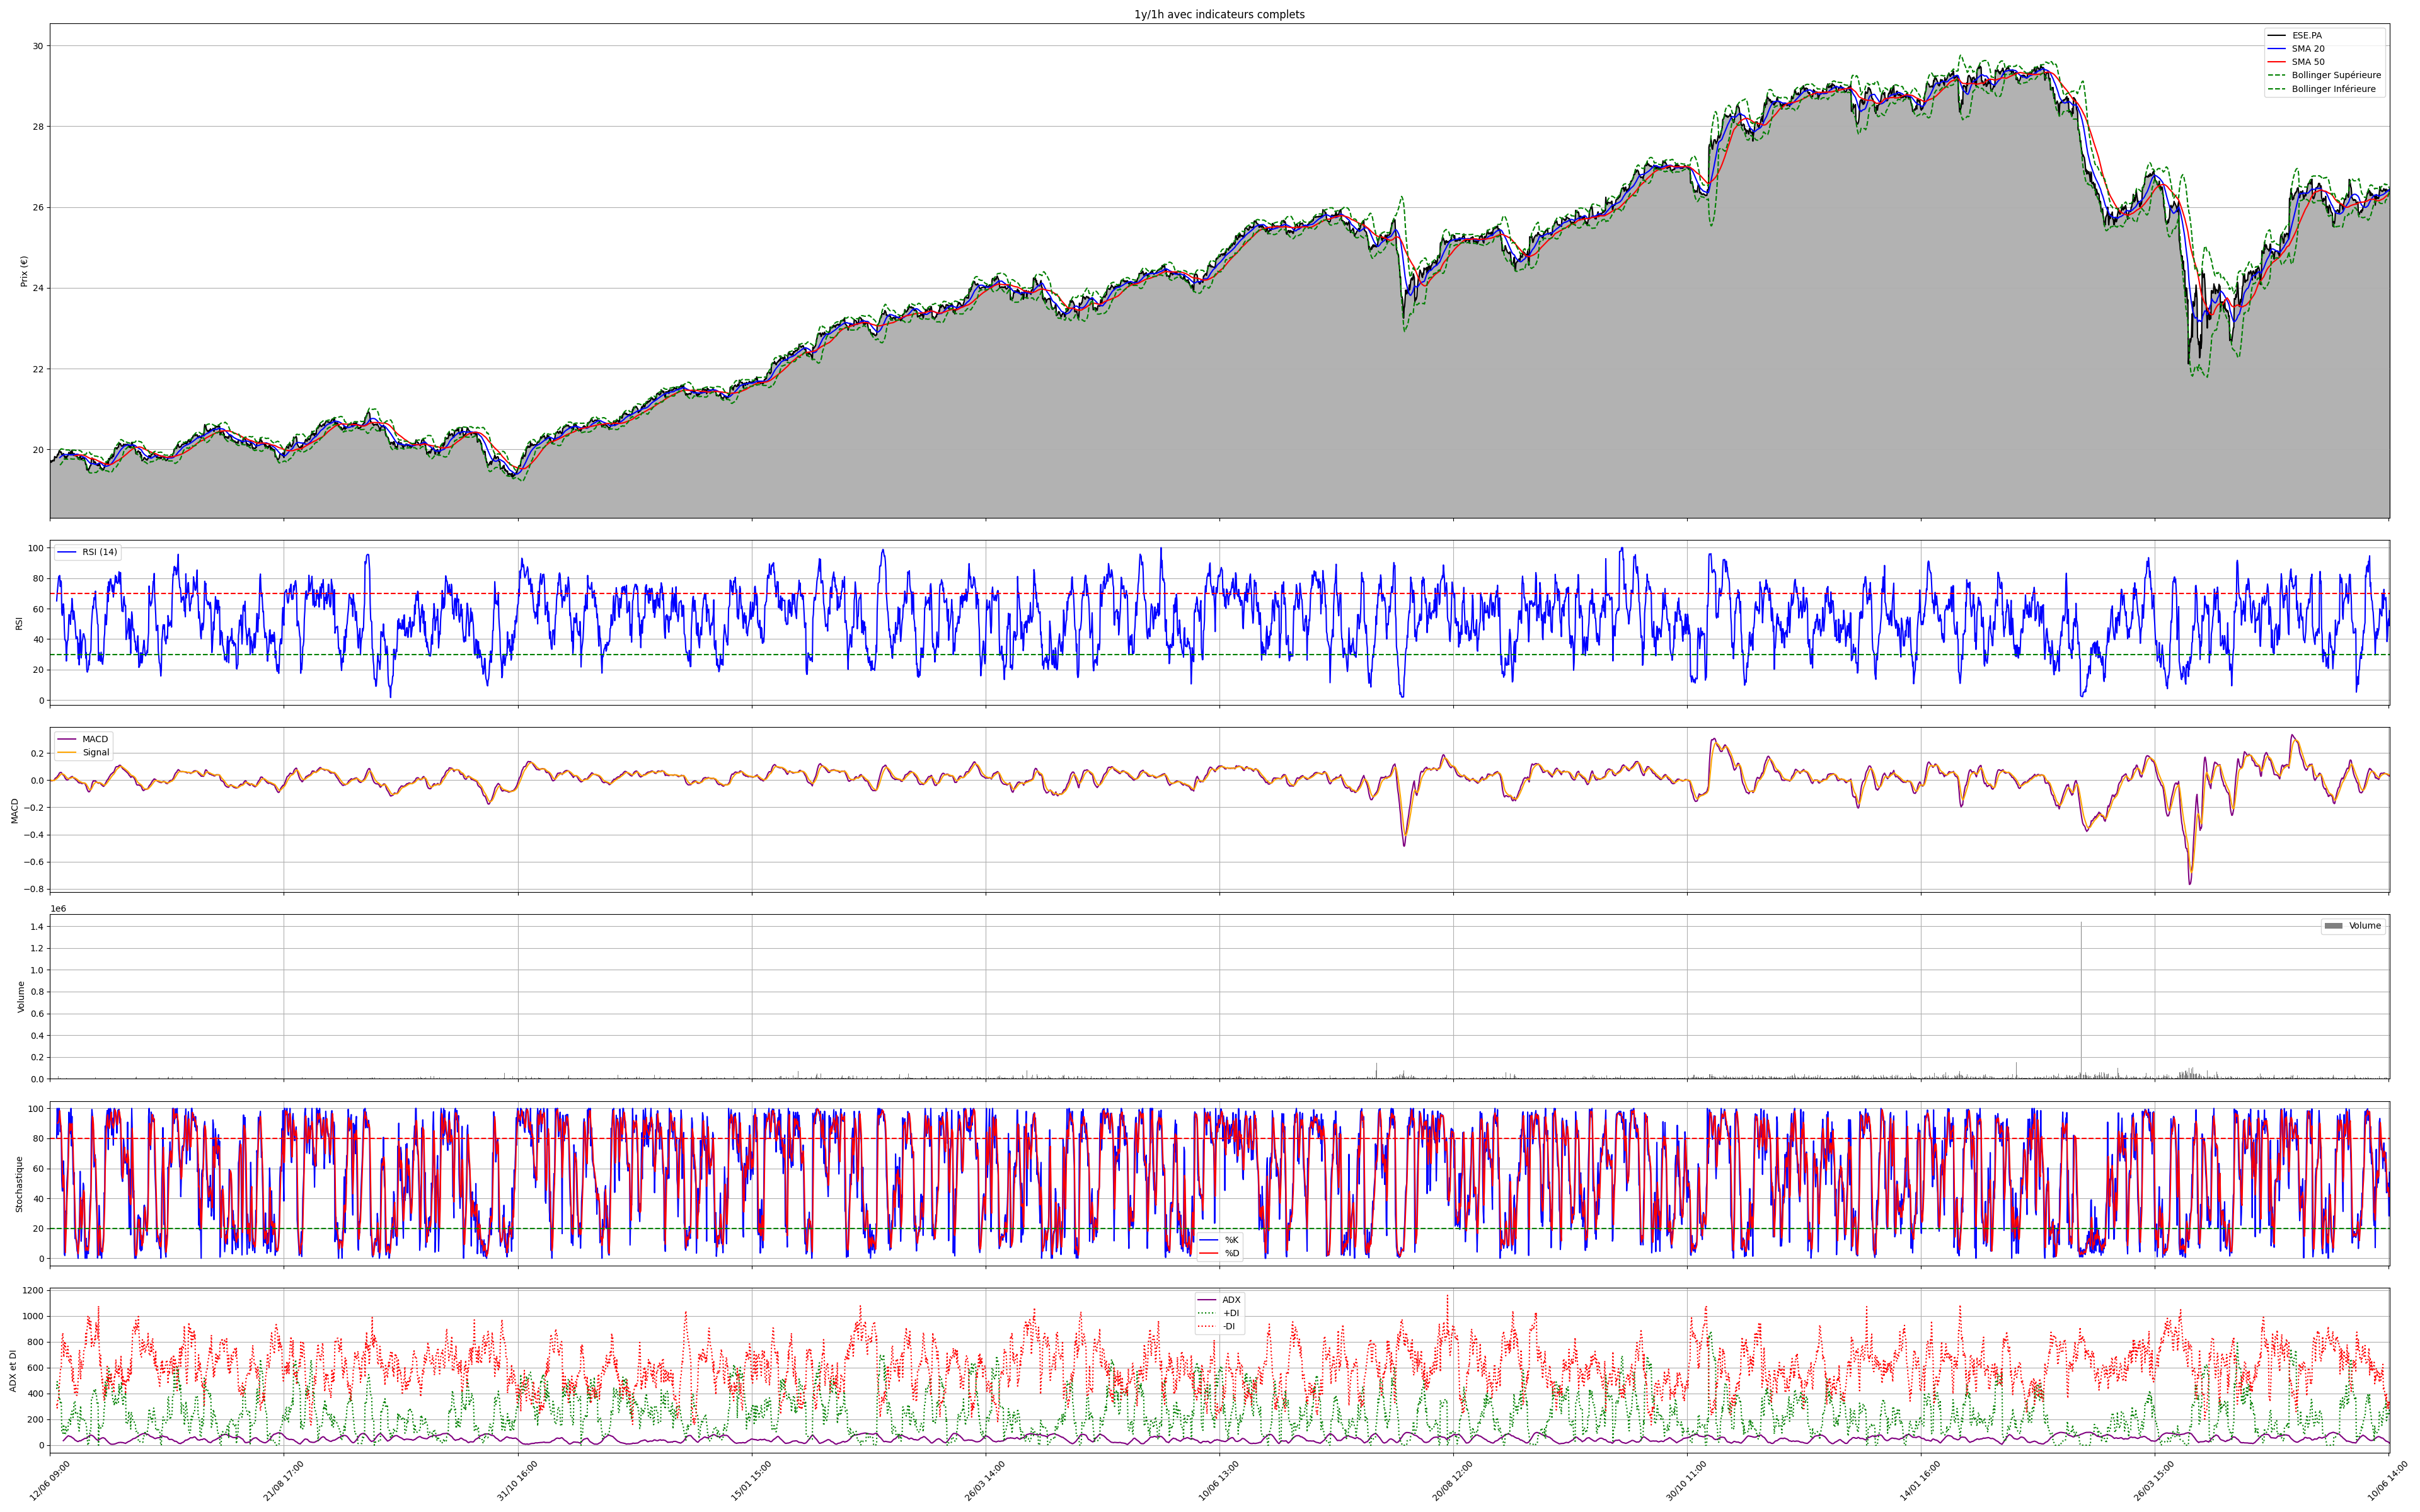 1y/1h avec indicateurs complets
ESE.PA
SMA 20
SMA 50
Bollinger Supérieure
Bollinger Inférieure
Prix (€)
30
28
26
24
22
20
RSI (14)
RSI
100
80
60
40
20
0
MACD
Signal
MACD
0.2
0.0
−0.2
−0.4
−0.6
−0.8
1e6
Volume
Volume
1.4
1.2
1.0
0.8
0.6
0.4
0.2
0.0
Stochastique
100
80
60
40
20
0
%K
%D
ADX et DI
1200
1000
800
600
400
200
0
ADX
+DI
-DI
12/06 09:00
21/08 17:00
31/10 16:00
15/01 15:00
26/03 14:00
10/06 13:00
20/08 12:00
30/10 11:00
14/01 16:00
26/03 15:00
10/06 14:00